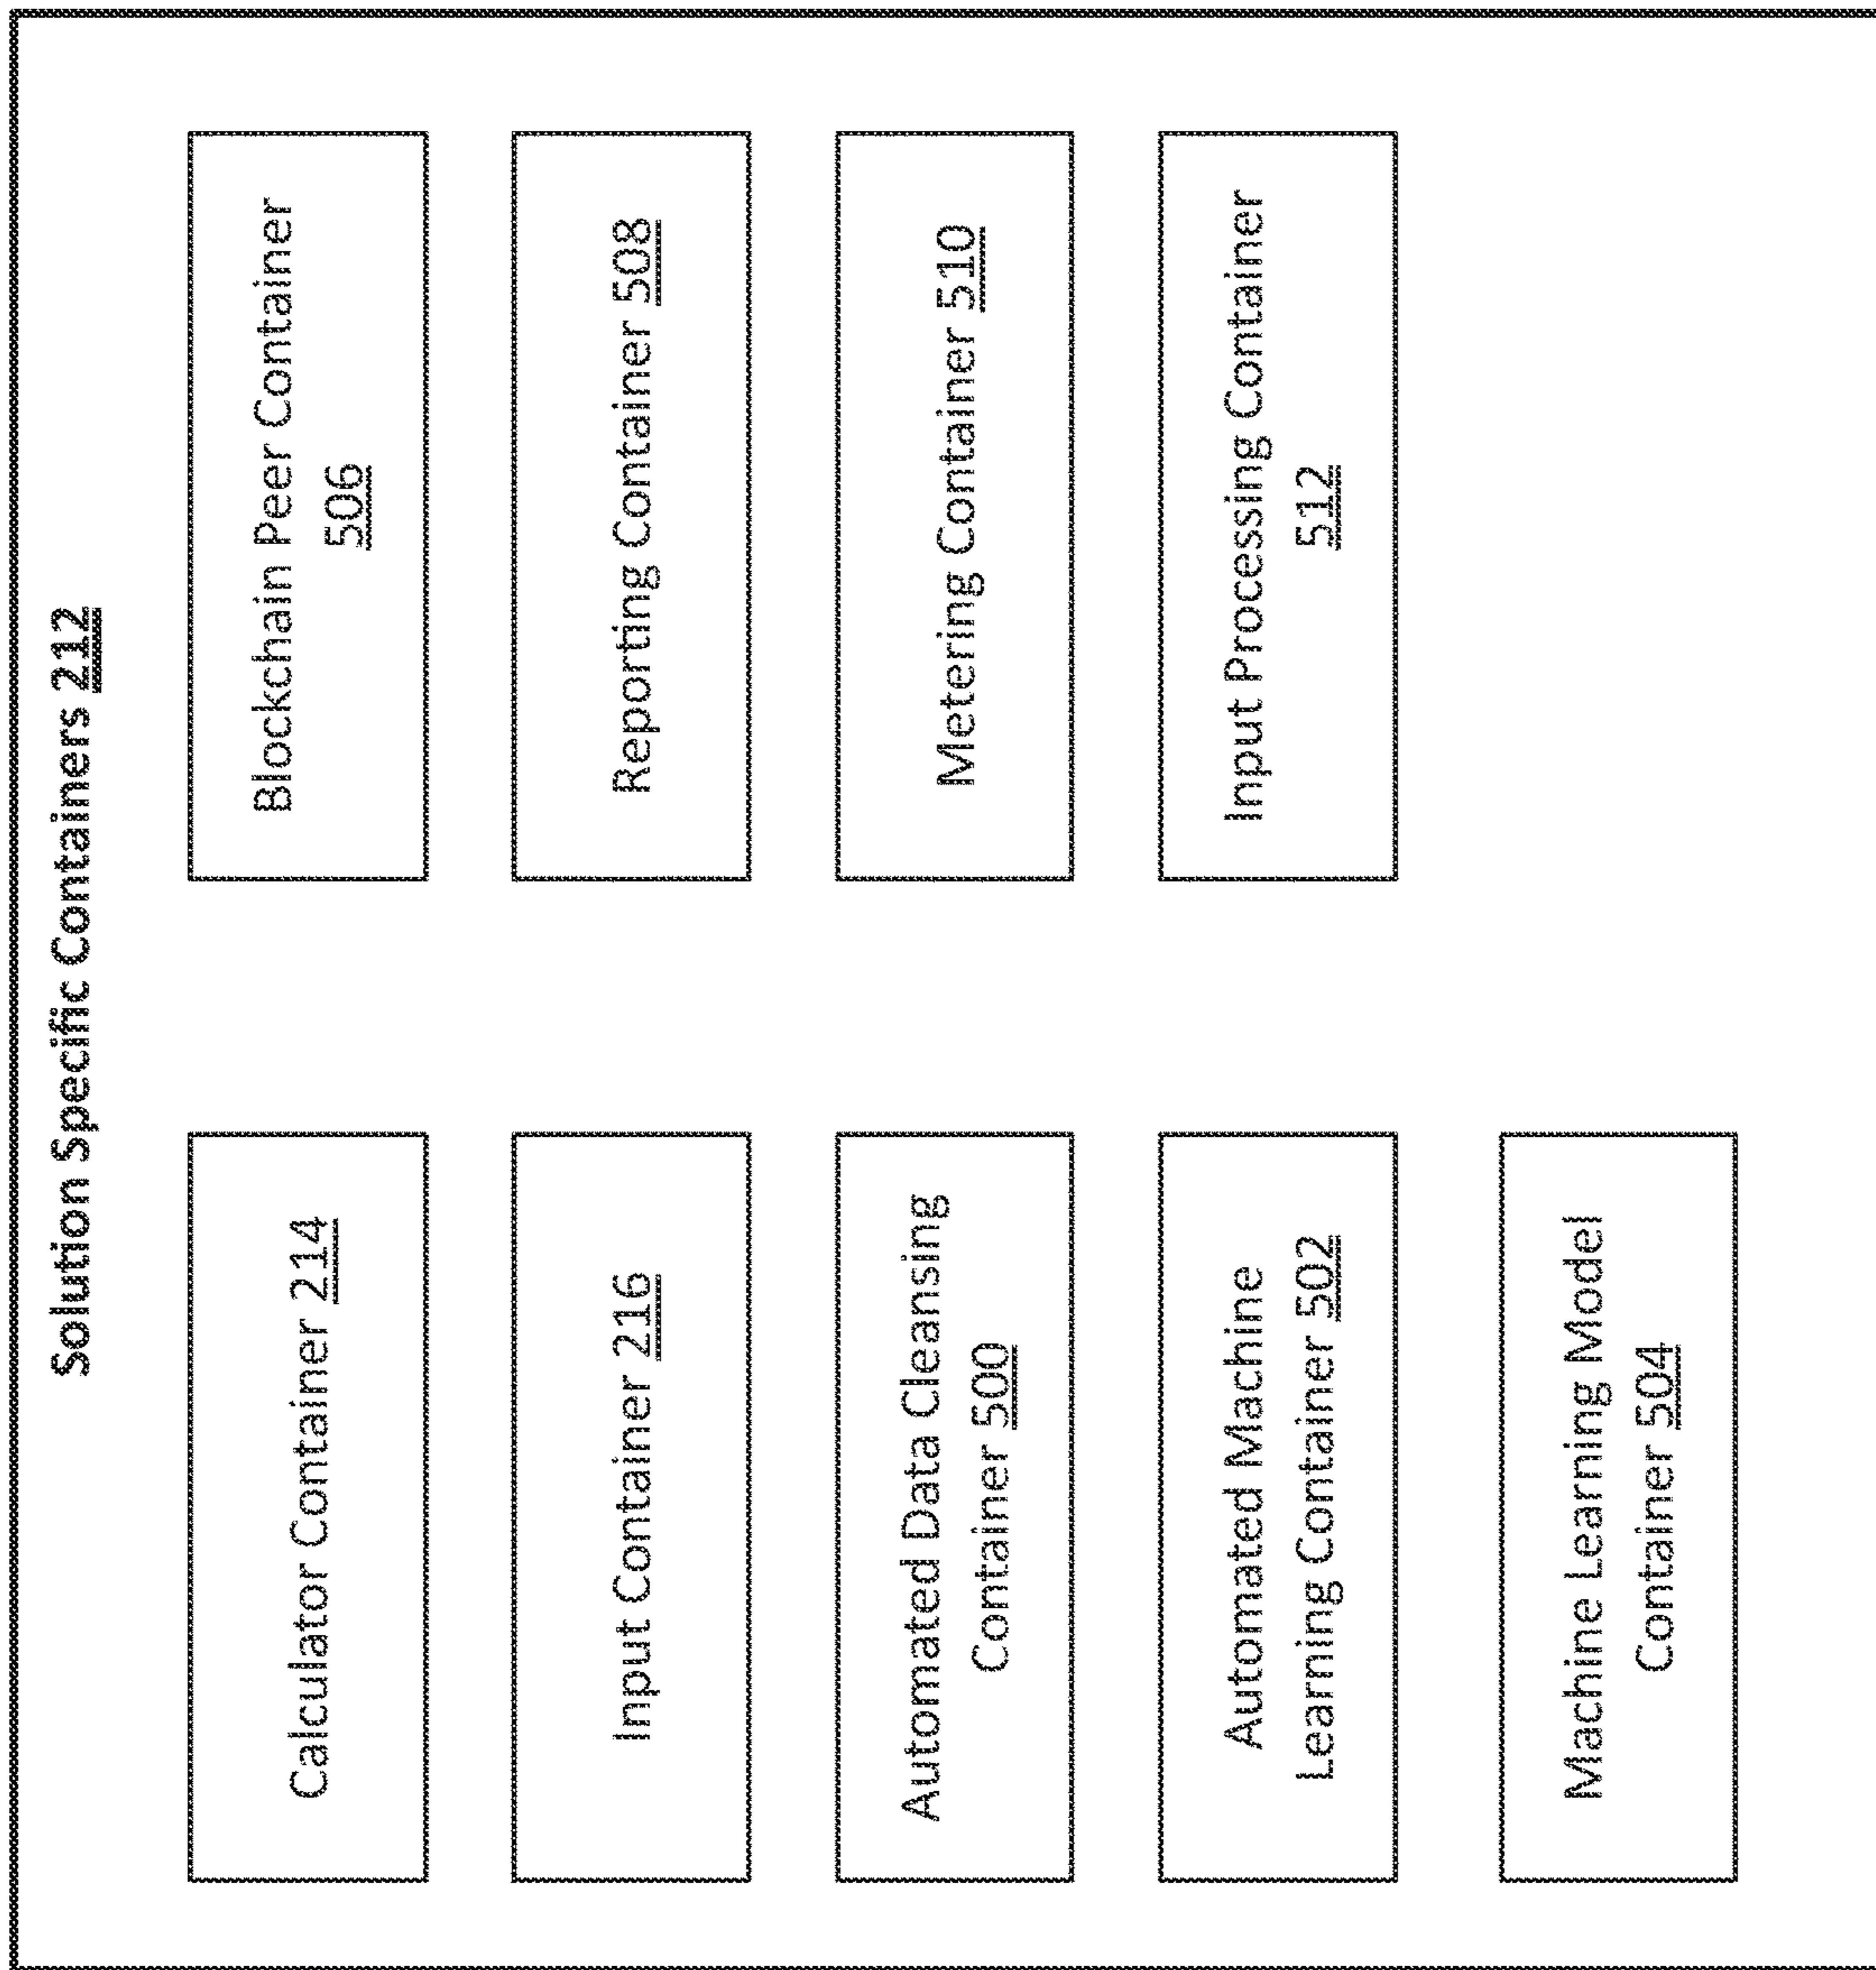 Solution Specific Containers 212
Calculator Container 214
Input Container 216
Automated Data Cleansing
Container 500
Automated Machine
Learning Container 502
Machine Learning Model
Container 504
Blockchain Peer Container
506
Reporting Container 508
Metering Container 510
Input Processing Container
512